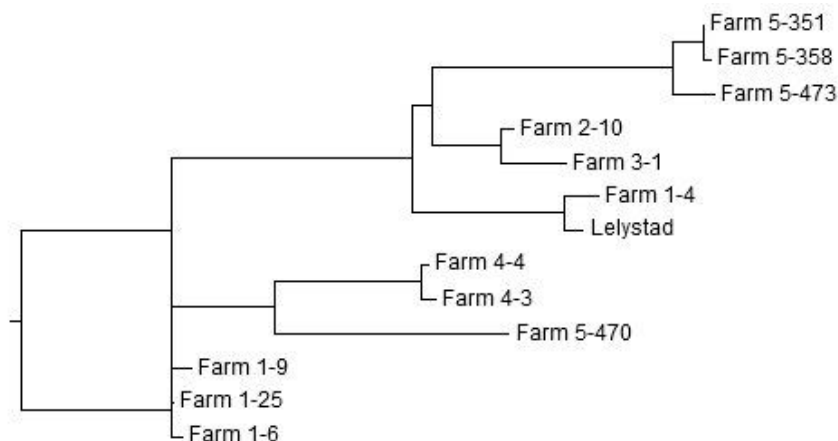 Farm 5-351
Farm 5-358
Farm 5-473
Farm 2-10
Farm 3-1
Farm 1-4
Lelystad
Farm 4-4
Farm 4-3
Farm 5-470
Farm 1-9
Farm 1-25
Farm 1-6